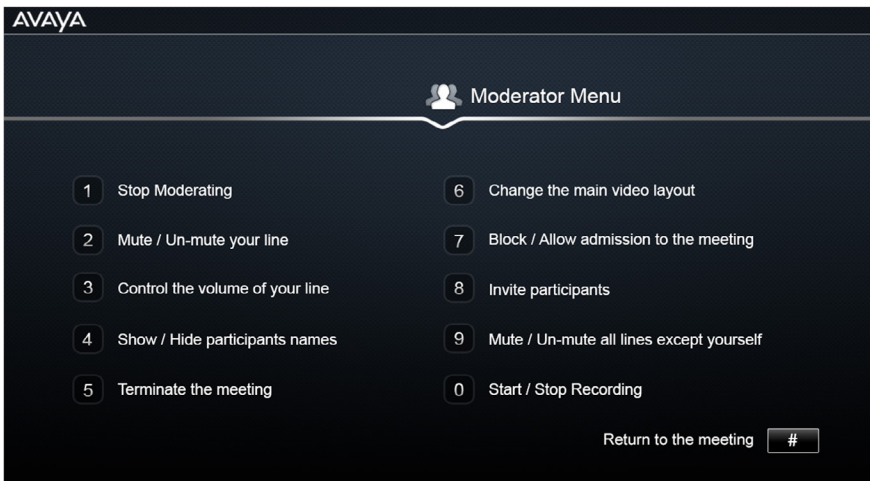 AVAYA
Moderator Menu
1 Stop Moderating
2 Mute / Un-mute your line
3 Control the volume of your line
4 Show / Hide participants names
5 Terminate the meeting
6 Change the main video layout
7 Block / Allow admission to the meeting
8 Invite participants
9 Mute / Un-mute all lines except yourself
0 Start / Stop Recording
Return to the meeting #